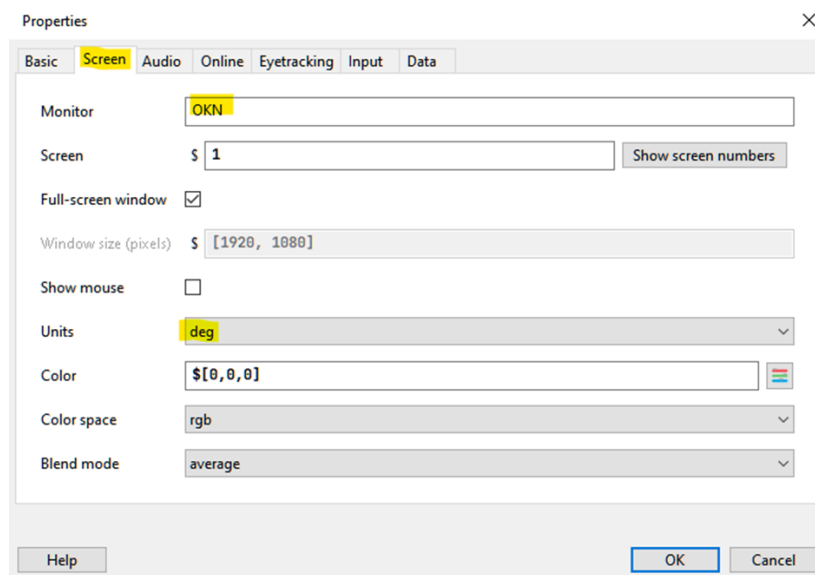 Properties
Basic Screen Audio Online Eyetracking Input Data
Monitor OKN
Screen $ 1 Show screen numbers
Full-screen window
Window size (pixels) $ [1920, 1080]
Show mouse
Units deg
Color $[0,0,0]
Color space rgb
Blend mode average
Help OK Cancel